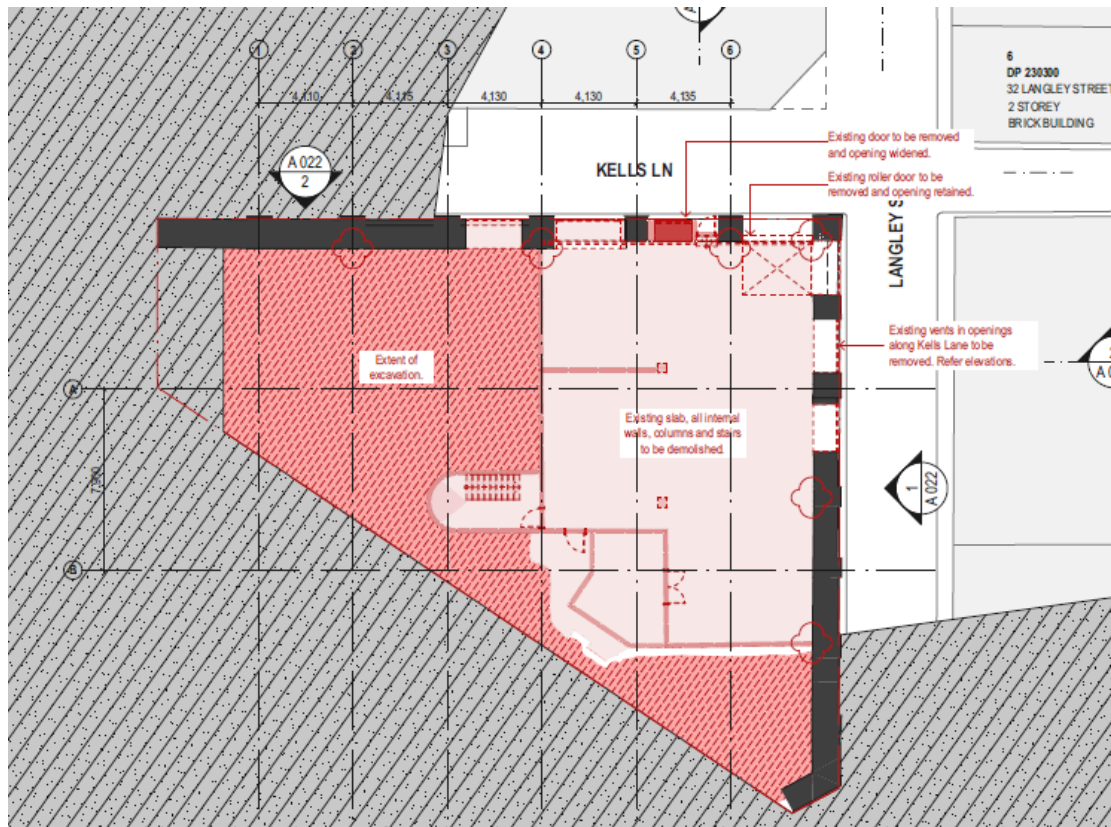 1
2
3
4
5
6
4,110
4,115
4,130
4,130
4,135
6
DP 230300
32 LANGLEY STREET
2 STOREY
BRICK BUILDING
Existing door to be removed
and opening widened.
KELLS LN
Existing roller door to be
removed and opening retained.
A 022
2
LANGLEY S
Existing vents in openings
along Kells Lane to be
removed. Refer elevations.
Extent of
excavation.
A
Existing slab, all internal
walls, columns and stairs
to be demolished.
7,900
1
A 022
B